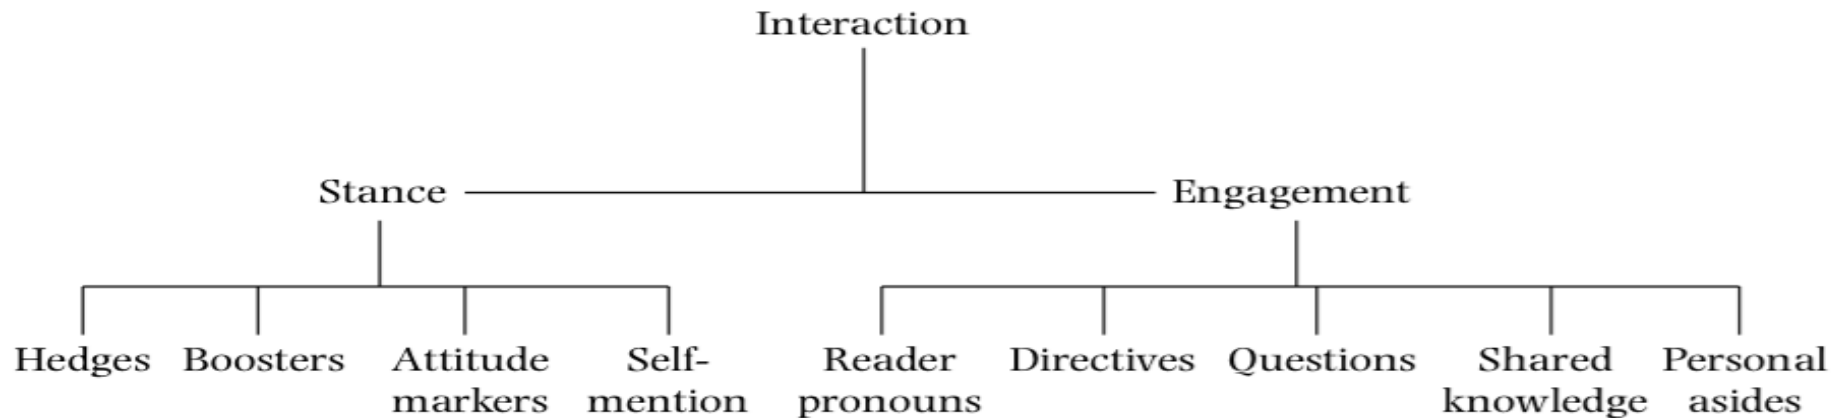 Interaction
Stance Engagement
Hedges Boosters Attitude Self- Reader Directives Questions Shared Personal
markers mention pronouns knowledge asides